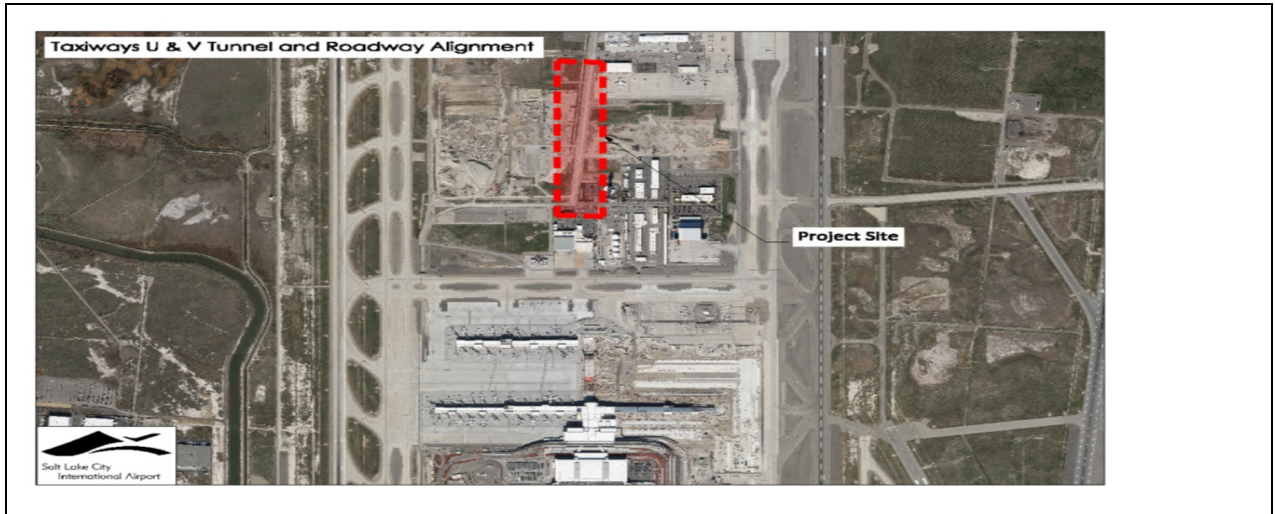 Taxiways U & V Tunnel and Roadway Alignment
Project Site
Salt Lake City
International Airport